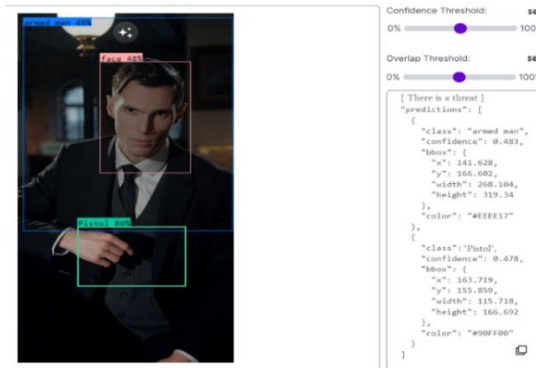 armed man 48%
face 48%
Pistol 80%
Confidence Threshold:
0%
100
Overlap Threshold:
0%
100%
[ There is a threat ]
"predictions": [
{
"class": "armed man",
"confidence": 0.483,
"bbox": {
"x": 141.628,
"y": 166.602,
"width": 268.104,
"height": 319.34
},
"color": "#EEEE17"
},
{
"class": "Pistol",
"confidence": 0.478,
"bbox": {
"x": 163.719,
"y": 155.859,
"width": 115.718,
"height": 166.692
},
"color": "#90FF00"
}
]